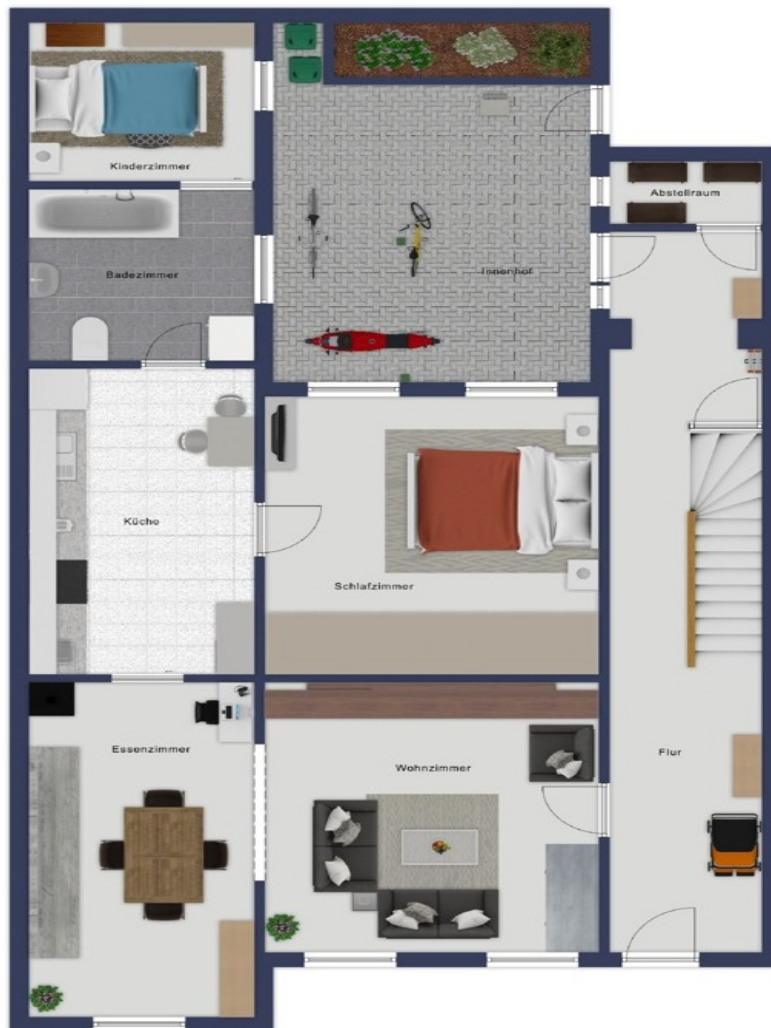 Kinderzimmer
Abstellraum
Badezimmer
Innenhof
Küche
Schlafzimmer
Essenzimmer
Wohnzimmer
Flur